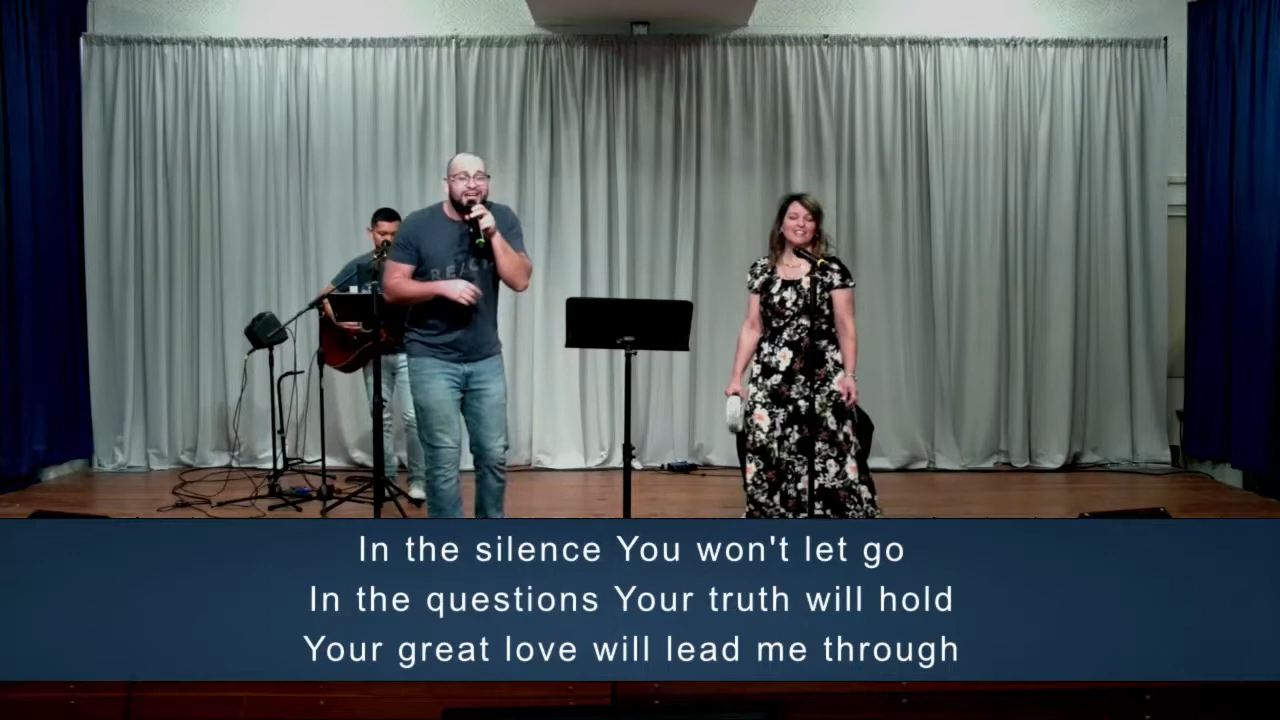 In the silence You won't let go
In the questions Your truth will hold
Your great love will lead me through